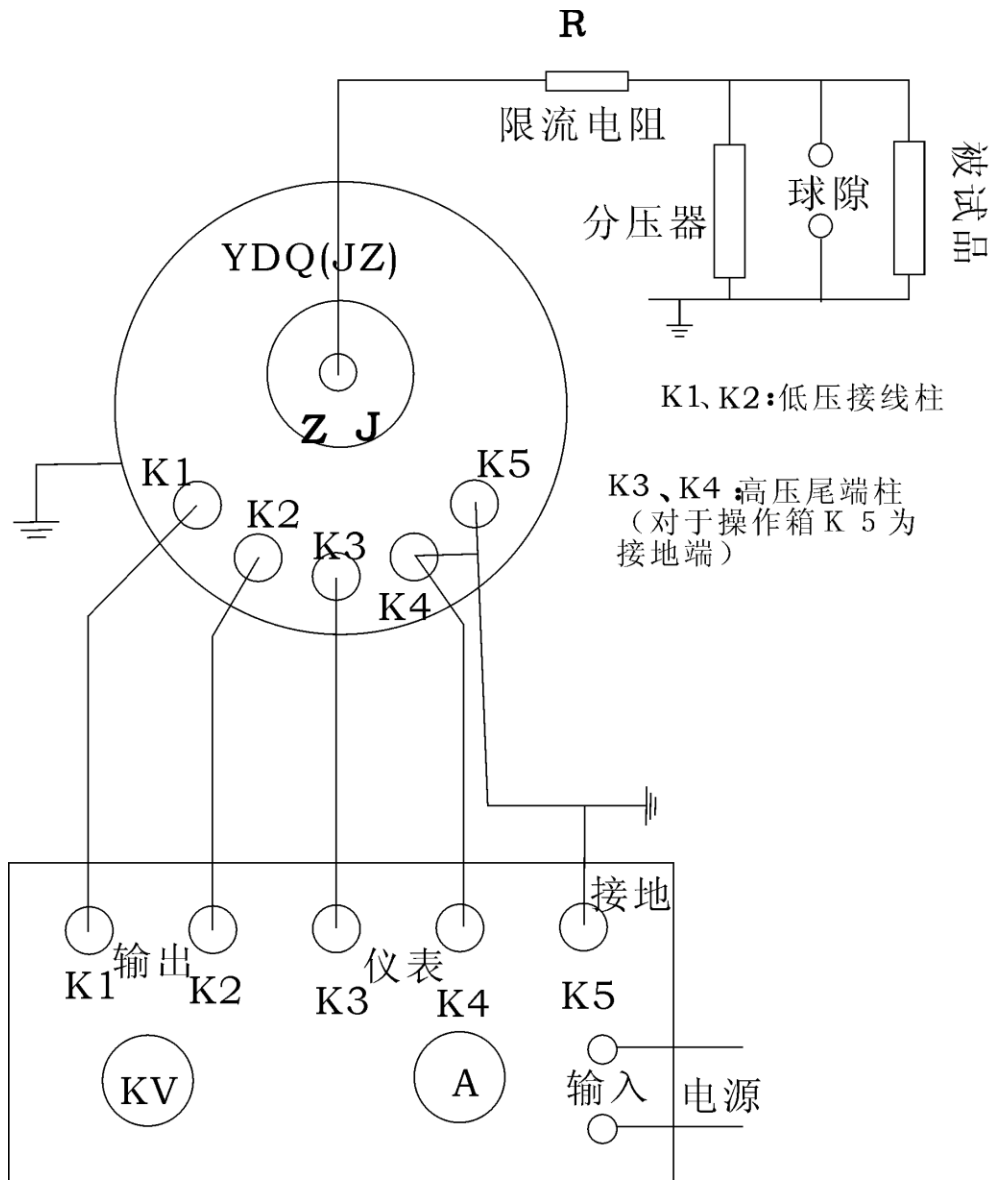 R
限流电阻
被试品
球隙
分压器
YDQ(JZ)
Z J
K1、K2:低压接线柱
K1
K2
K3
K4
K5
K3、K4:高压尾端柱
（对于操作箱K 5为
接地端）
接地
输出
仪表
K1
K2
K3
K4
K5
KV
A
输入
电源